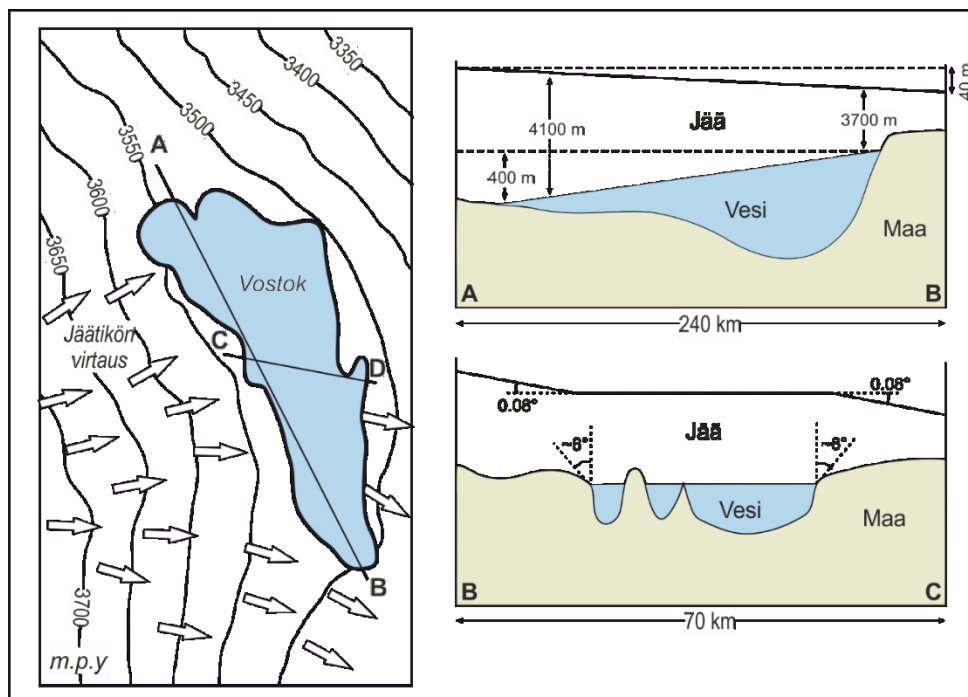 3350
3400
3450
3500
3550
3600
3650
A
Vostok
Jäätikön
virtaus
C
D
B
3700
m.p.y
40 m
4100 m
Jää
3700 m
400 m
Vesi
Maa
A
B
240 km
0.08°
0.08°
Jää
~6°
~6°
Vesi
Maa
B
C
70 km